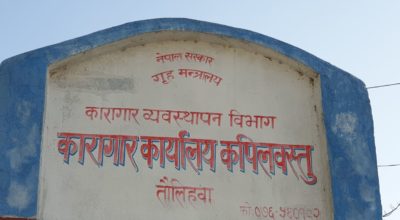 नेपाल सरकार
गृह मन्त्रालय
कारागार व्यवस्थापन विभाग
कारागार कार्यालय कपिलवस्तु
तौलिहवा
फो